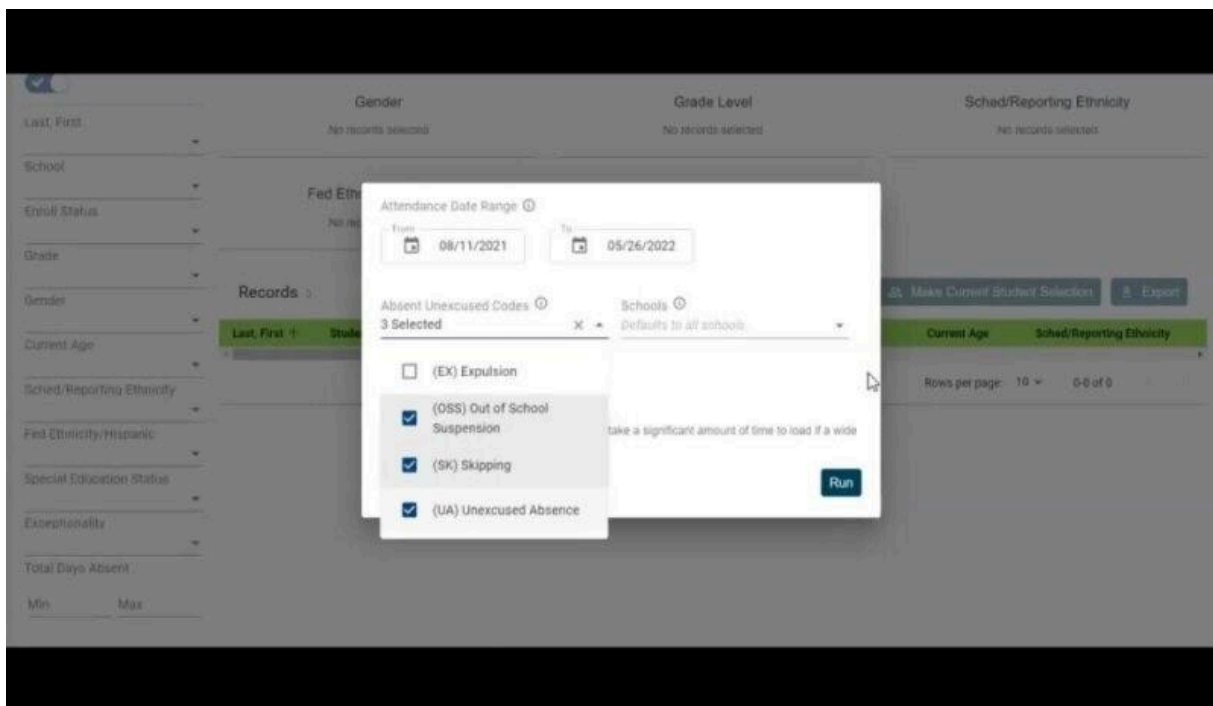 Gender
Grade Level
Sched/Reporting Ethnicity
Last, First
No records selected
No records selected
No records selected
School
Fed Ethn
Enroll Status
No rec
Attendance Date Range
From
To
08/11/2021
05/26/2022
Grade
Gender
Records 0
Make Current Student Selection
Export
Absent Unexcused Codes
Schools
3 Selected
Defaults to all schools
Last, First
Stude
Current Age
Sched/Reporting Ethnicity
Current Age
(EX) Expulsion
Rows per page: 10
0-0 of 0
Sched/Reporting Ethnicity
(OSS) Out of School
Suspension
take a significant amount of time to load if a wide
Fed Ethnicity/Hispanic
(SK) Skipping
Special Education Status
Run
(UA) Unexcused Absence
Exceptionality
Total Days Absent
Min
Max